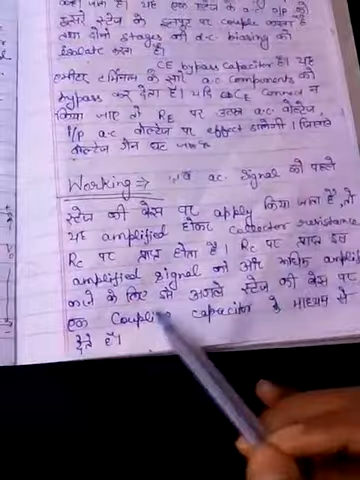 कहा जाता है। यह एक स्टेज के a.c o/p को
दूसरे स्टेज के इनपुट पर couple करता है
तथा दोनो stages की d.c. biasing को
isolate करता है।
CE bypass capacitor है। यह
एमीटर टर्मिनल के सारे a.c components को
bypass कर देता है। यदि CE Connect न
किया जाए तो RE पर उत्पन्न a.c. वोल्टेज
i/p a.c वोल्टेज पर effect डालेगी। जिससे
वोल्टेज गेन घट
Working ⇒ जब a.c. signal को पहले
स्टेज की बेस पर apply किया जाता है, तो
यह amplified होकर collector resistance
Rc पर प्राप्त होता है। Rc पर प्राप्त इस
amplified signal को और अधिक amplify
करने के लिए इसे अगले स्टेज की बेस पर
एक Coupling capacitor के माध्यम से
देते हैं।